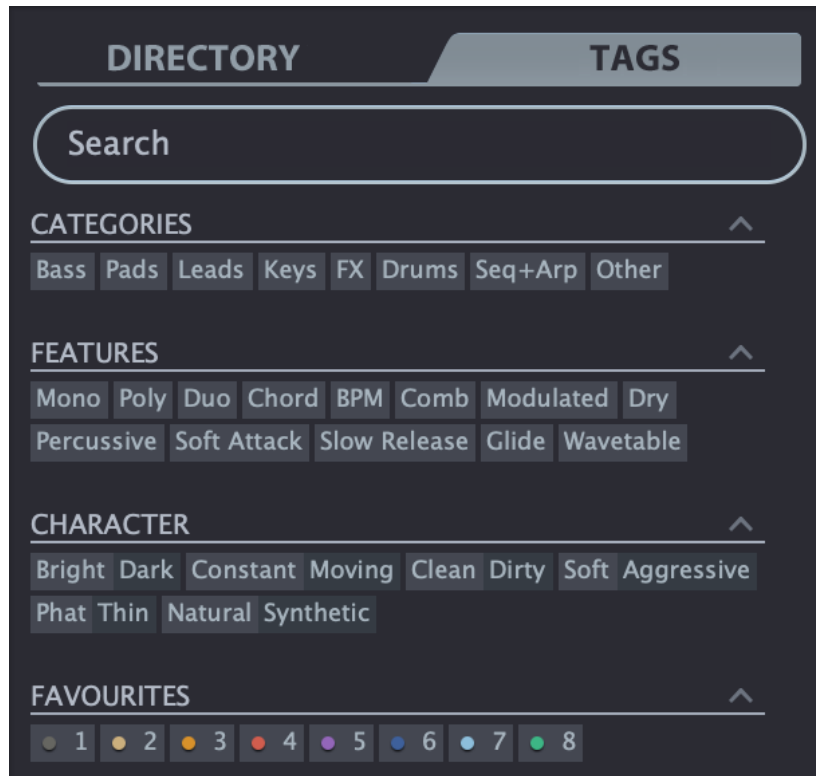 DIRECTORY TAGS
Search
CATEGORIES
Bass Pads Leads Keys FX Drums Seq+Arp Other
FEATURES
Mono Poly Duo Chord BPM Comb Modulated Dry
Percussive Soft Attack Slow Release Glide Wavetable
CHARACTER
Bright Dark Constant Moving Clean Dirty Soft Aggressive
Phat Thin Natural Synthetic
FAVOURITES
1 2 3 4 5 6 7 8